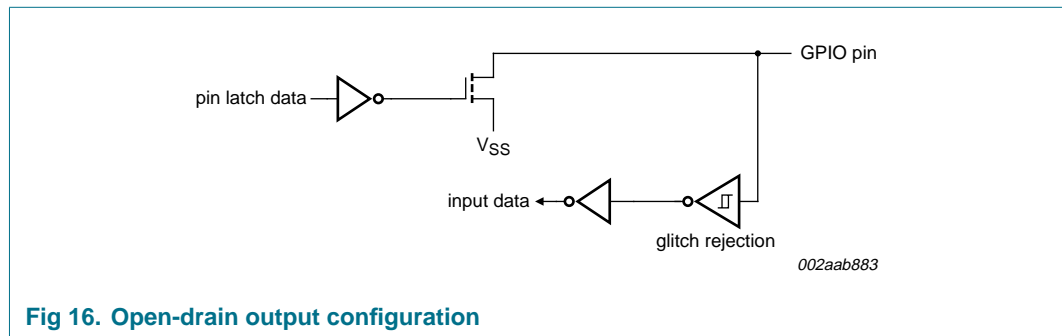 GPIO pin
pin latch data
VSS
input data
glitch rejection
002aab883
Fig 16. Open-drain output configuration